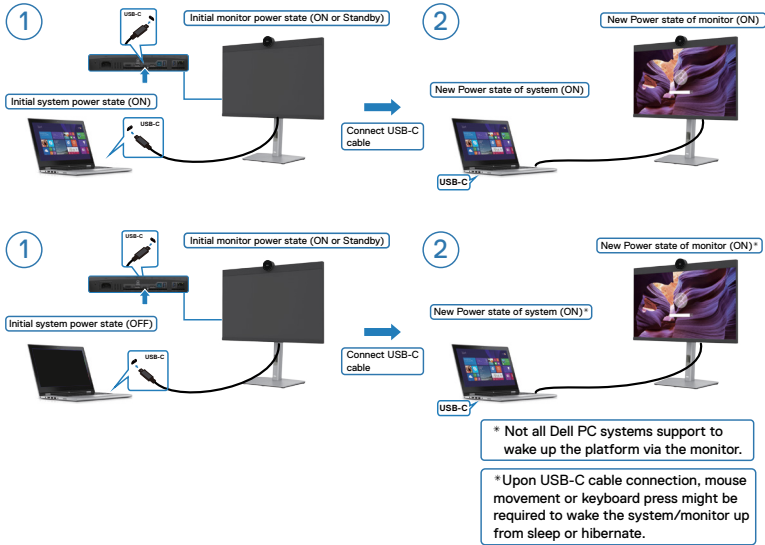 1
USB-C
Initial monitor power state (ON or Standby)
Initial system power state (ON)
USB-C
Connect USB-C
cable
2
New Power state of monitor (ON)
New Power state of system (ON)
USB-C
1
USB-C
Initial monitor power state (ON or Standby)
Initial system power state (OFF)
USB-C
Connect USB-C
cable
2
New Power state of monitor (ON)*
New Power state of system (ON)*
USB-C
* Not all Dell PC systems support to
wake up the platform via the monitor.
*Upon USB-C cable connection, mouse
movement or keyboard press might be
required to wake the system/monitor up
from sleep or hibernate.